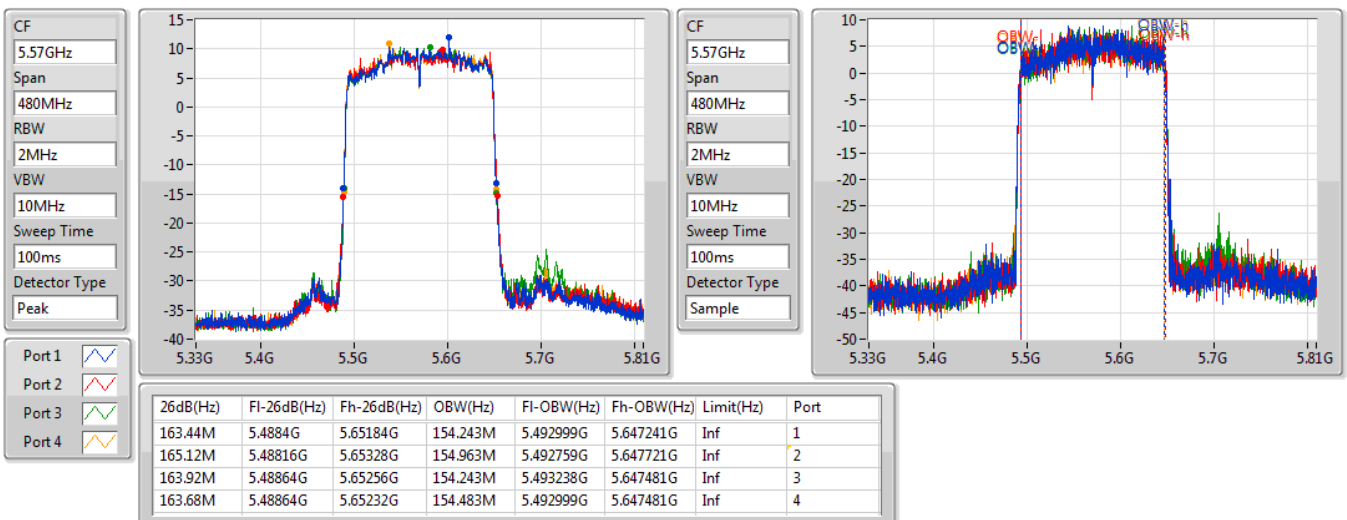 CF
5.57GHz
Span
480MHz
RBW
2MHz
VBW
10MHz
Sweep Time
100ms
Detector Type
Peak
15
10
5
0
-5
-10
-15
-20
-25
-30
-35
-40
5.33G 5.4G 5.5G 5.6G 5.7G 5.81G
CF
5.57GHz
Span
480MHz
RBW
2MHz
VBW
10MHz
Sweep Time
100ms
Detector Type
Sample
10
5
0
-5
-10
-15
-20
-25
-30
-35
-40
-45
-50
5.33G 5.4G 5.5G 5.6G 5.7G 5.81G
OBW-l
OBW-h
OBW-h
Port 1
Port 2
Port 3
Port 4
26dB(Hz) Fl-26dB(Hz) Fh-26dB(Hz) OBW(Hz) Fl-OBW(Hz) Fh-OBW(Hz) Limit(Hz) Port
163.44M 5.4884G 5.65184G 154.243M 5.492999G 5.647241G Inf 1
165.12M 5.48816G 5.65328G 154.963M 5.492759G 5.647721G Inf 2
163.92M 5.48864G 5.65256G 154.243M 5.493238G 5.647481G Inf 3
163.68M 5.48864G 5.65232G 154.483M 5.492999G 5.647481G Inf 4